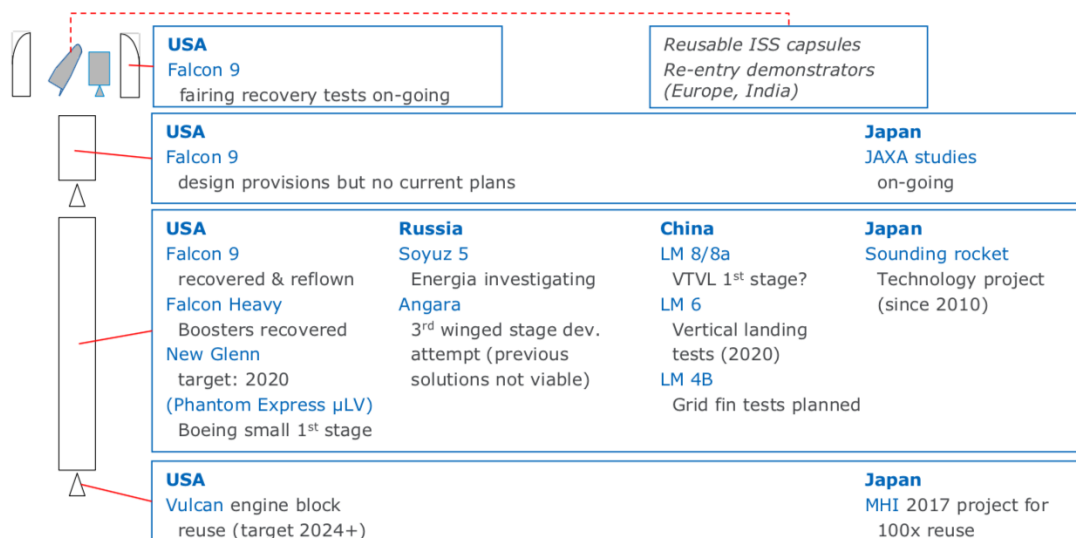 USA
Falcon 9
fairing recovery tests on-going
Reusable ISS capsules
Re-entry demonstrators
(Europe, India)
USA
Falcon 9
design provisions but no current plans
Japan
JAXA studies
on-going
USA
Falcon 9
recovered & reflown
Falcon Heavy
Boosters recovered
New Glenn
target: 2020
(Phantom Express µLV)
Boeing small 1st stage
Russia
Soyuz 5
Energia investigating
Angara
3rd winged stage dev.
attempt (previous
solutions not viable)
China
LM 8/8a
VTVL 1st stage?
LM 6
Vertical landing
tests (2020)
LM 4B
Grid fin tests planned
Japan
Sounding rocket
Technology project
(since 2010)
USA
Vulcan engine block
reuse (target 2024+)
Japan
MHI 2017 project for
100x reuse